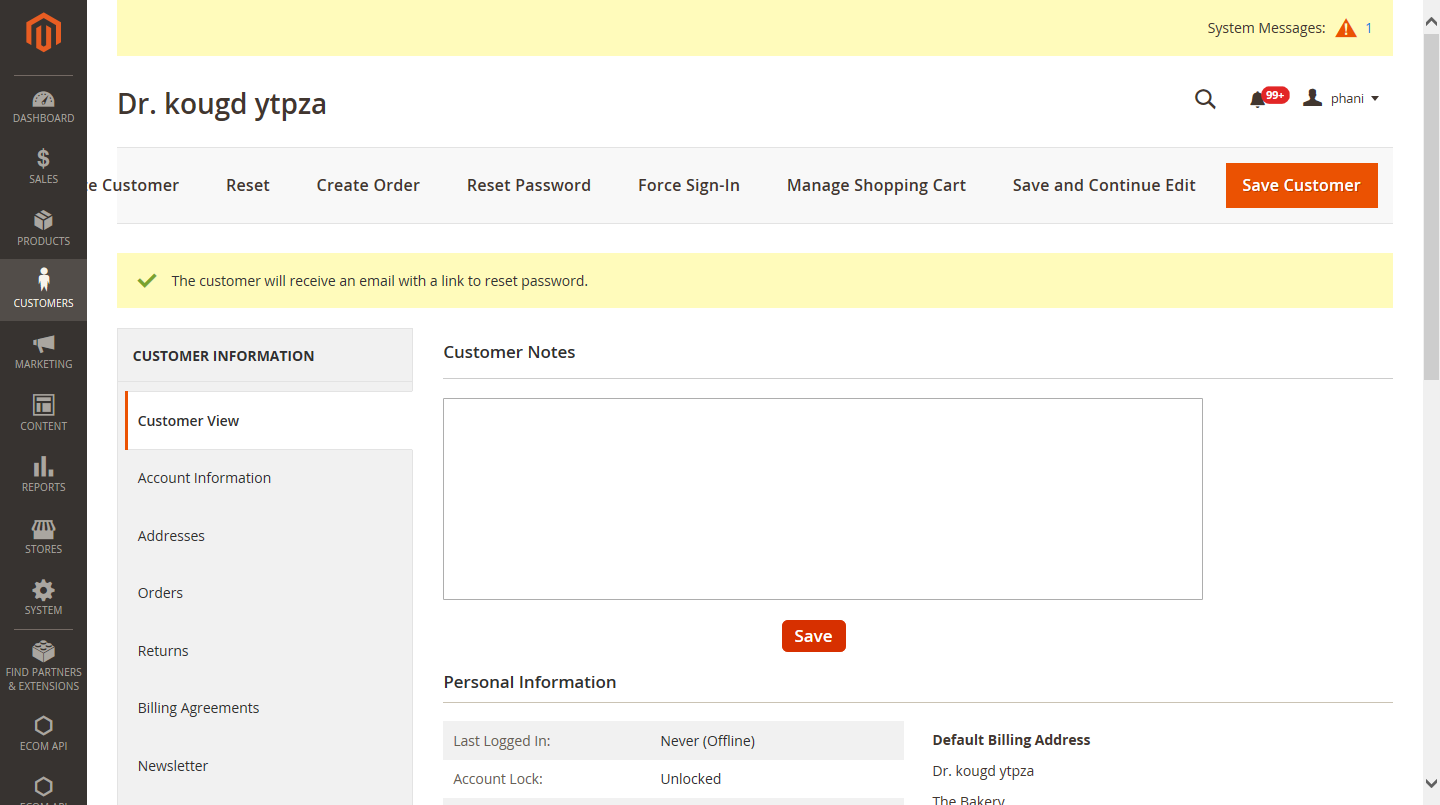 System Messages: 1
Dr. kougd ytpza
99+
phani
Customer
Reset
Create Order
Reset Password
Force Sign-In
Manage Shopping Cart
Save and Continue Edit
Save Customer
The customer will receive an email with a link to reset password.
DASHBOARD
SALES
PRODUCTS
CUSTOMERS
MARKETING
CONTENT
REPORTS
STORES
SYSTEM
FIND PARTNERS
& EXTENSIONS
ECOM API
ECOM API
CUSTOMER INFORMATION
Customer View
Account Information
Addresses
Orders
Returns
Billing Agreements
Newsletter
Customer Notes
Save
Personal Information
Last Logged In: Never (Offline)
Account Lock: Unlocked
Default Billing Address
Dr. kougd ytpza
The Bakery